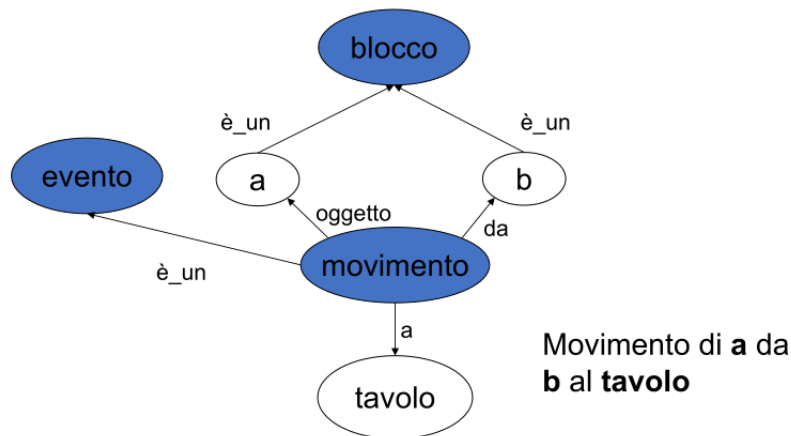 blocco
è_un
è_un
evento
a
b
oggetto
da
movimento
è_un
a
Movimento di a da
b al tavolo
tavolo